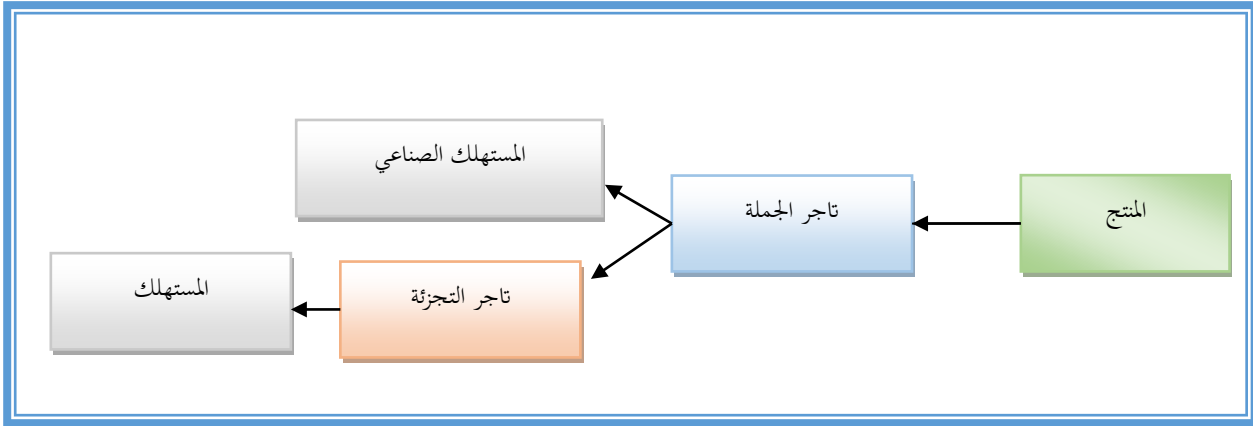 المنتج
تاجر الجملة
المستهلك الصناعي
تاجر التجزئة
المستهلك